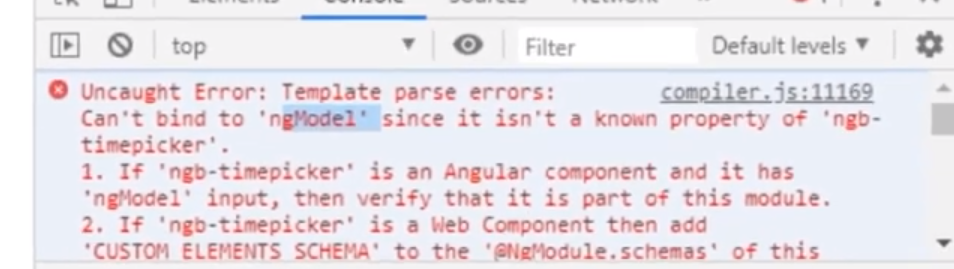 Elements Console Sources Network »
top Filter Default levels
Uncaught Error: Template parse errors: compiler.js:11169
Can't bind to 'ngModel' since it isn't a known property of 'ngb-
timepicker'.
1. If 'ngb-timepicker' is an Angular component and it has
'ngModel' input, then verify that it is part of this module.
2. If 'ngb-timepicker' is a Web Component then add
'CUSTOM_ELEMENTS_SCHEMA' to the '@NgModule.schemas' of this